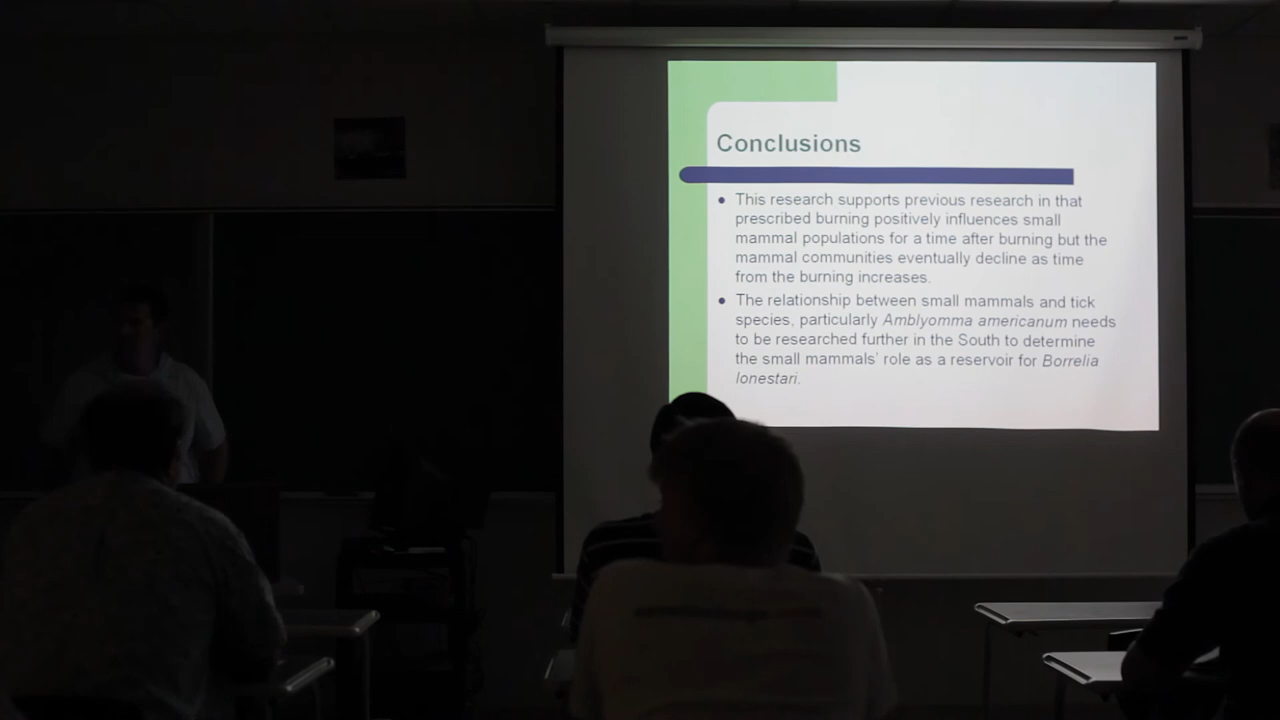 Conclusions
This research supports previous research in that
prescribed burning positively influences small
mammal populations for a time after burning but the
mammal communities eventually decline as time
from the burning increases.
The relationship between small mammals and tick
species, particularly Amblyomma americanum needs
to be researched further in the South to determine
the small mammals' role as a reservoir for Borrelia
lonestari.